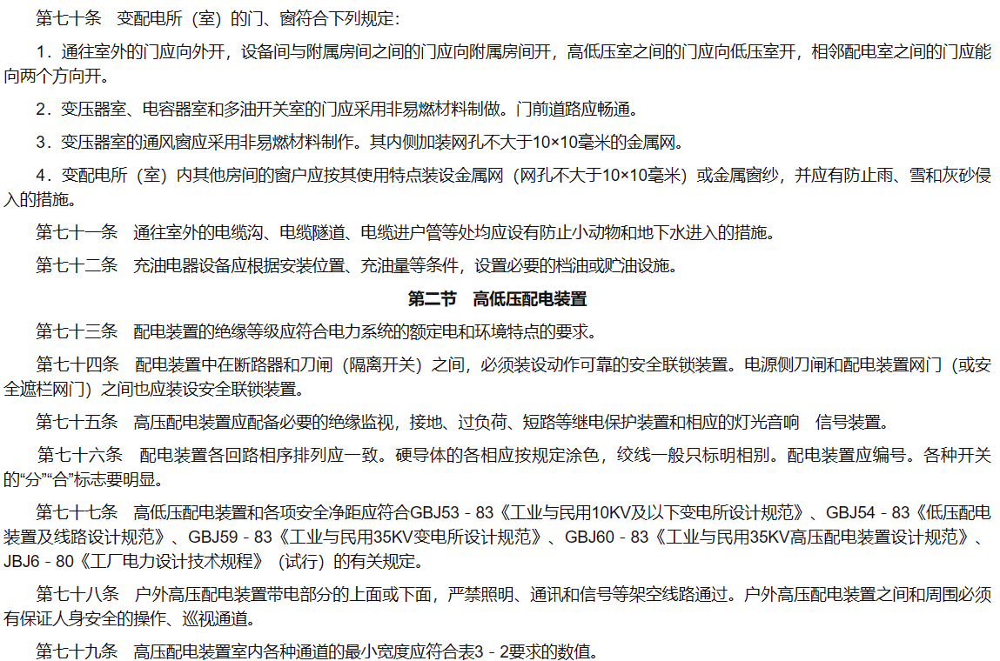 第七十条　变配电所（室）的门、窗符合下列规定：
1．通往室外的门应向外开，设备间与附属房间之间的门应向附属房间开，高低压室之间的门应向低压室开，相邻配电室之间的门应能
向两个方向开。
2．变压器室、电容器室和多油开关室的门应采用非易燃材料制做。门前道路应畅通。
3．变压器室的通风窗应采用非易燃材料制作。其内侧加装网孔不大于10×10毫米的金属网。
4．变配电所（室）内其他房间的窗户应按其使用特点装设金属网（网孔不大于10×10毫米）或金属窗纱，并应有防止雨、雪和灰砂侵
入的措施。
第七十一条　通往室外的电缆沟、电缆隧道、电缆进户管等处均应设有防止小动物和地下水进入的措施。
第七十二条　充油电器设备应根据安装位置、充油量等条件，设置必要的档油或贮油设施。
第二节　高低压配电装置
第七十三条　配电装置的绝缘等级应符合电力系统的额定电和环境特点的要求。
第七十四条　配电装置中在断路器和刀闸（隔离开关）之间，必须装设动作可靠的安全联锁装置。电源侧刀闸和配电装置网门（或安
全遮栏网门）之间也应装设安全联锁装置。
第七十五条　高压配电装置应配备必要的绝缘监视，接地、过负荷、短路等继电保护装置和相应的灯光音响　信号装置。
第七十六条　配电装置各回路相序排列应一致。硬导体的各相应按规定涂色，绞线一般只标明相别。配电装置应编号。各种开关
的“分”“合”标志要明显。
第七十七条　高低压配电装置和各项安全净距应符合GBJ53－83《工业与民用10KV及以下变电所设计规范》、GBJ54－83《低压配电
装置及线路设计规范》、GBJ59－83《工业与民用35KV变电所设计规范》、GBJ60－83《工业与民用35KV高压配电装置设计规范》、
JBJ6－80《工厂电力设计技术规程》（试行）的有关规定。
第七十八条　户外高压配电装置带电部分的上面或下面，严禁照明、通讯和信号等架空线路通过。户外高压配电装置之间和周围必须
有保证人身安全的操作、巡视通道。
第七十九条　高压配电装置室内各种通道的最小宽度应符合表3－2要求的数值。